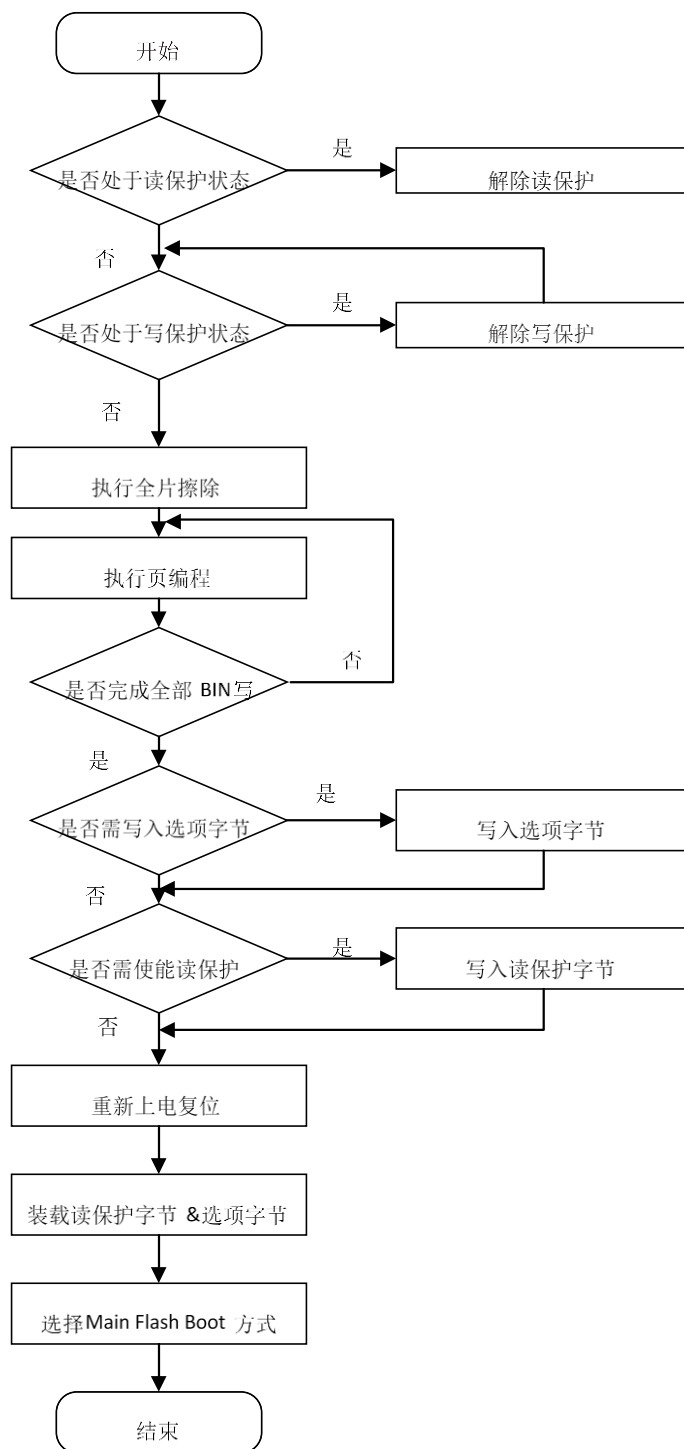 开始
是否处于读保护状态
是
解除读保护
否
是否处于写保护状态
是
解除写保护
否
执行全片擦除
执行页编程
是否完成全部 BIN写
否
是
是否需写入选项字节
是
写入选项字节
否
是否需使能读保护
是
写入读保护字节
否
重新上电复位
装载读保护字节 &选项字节
选择Main Flash Boot 方式
结束